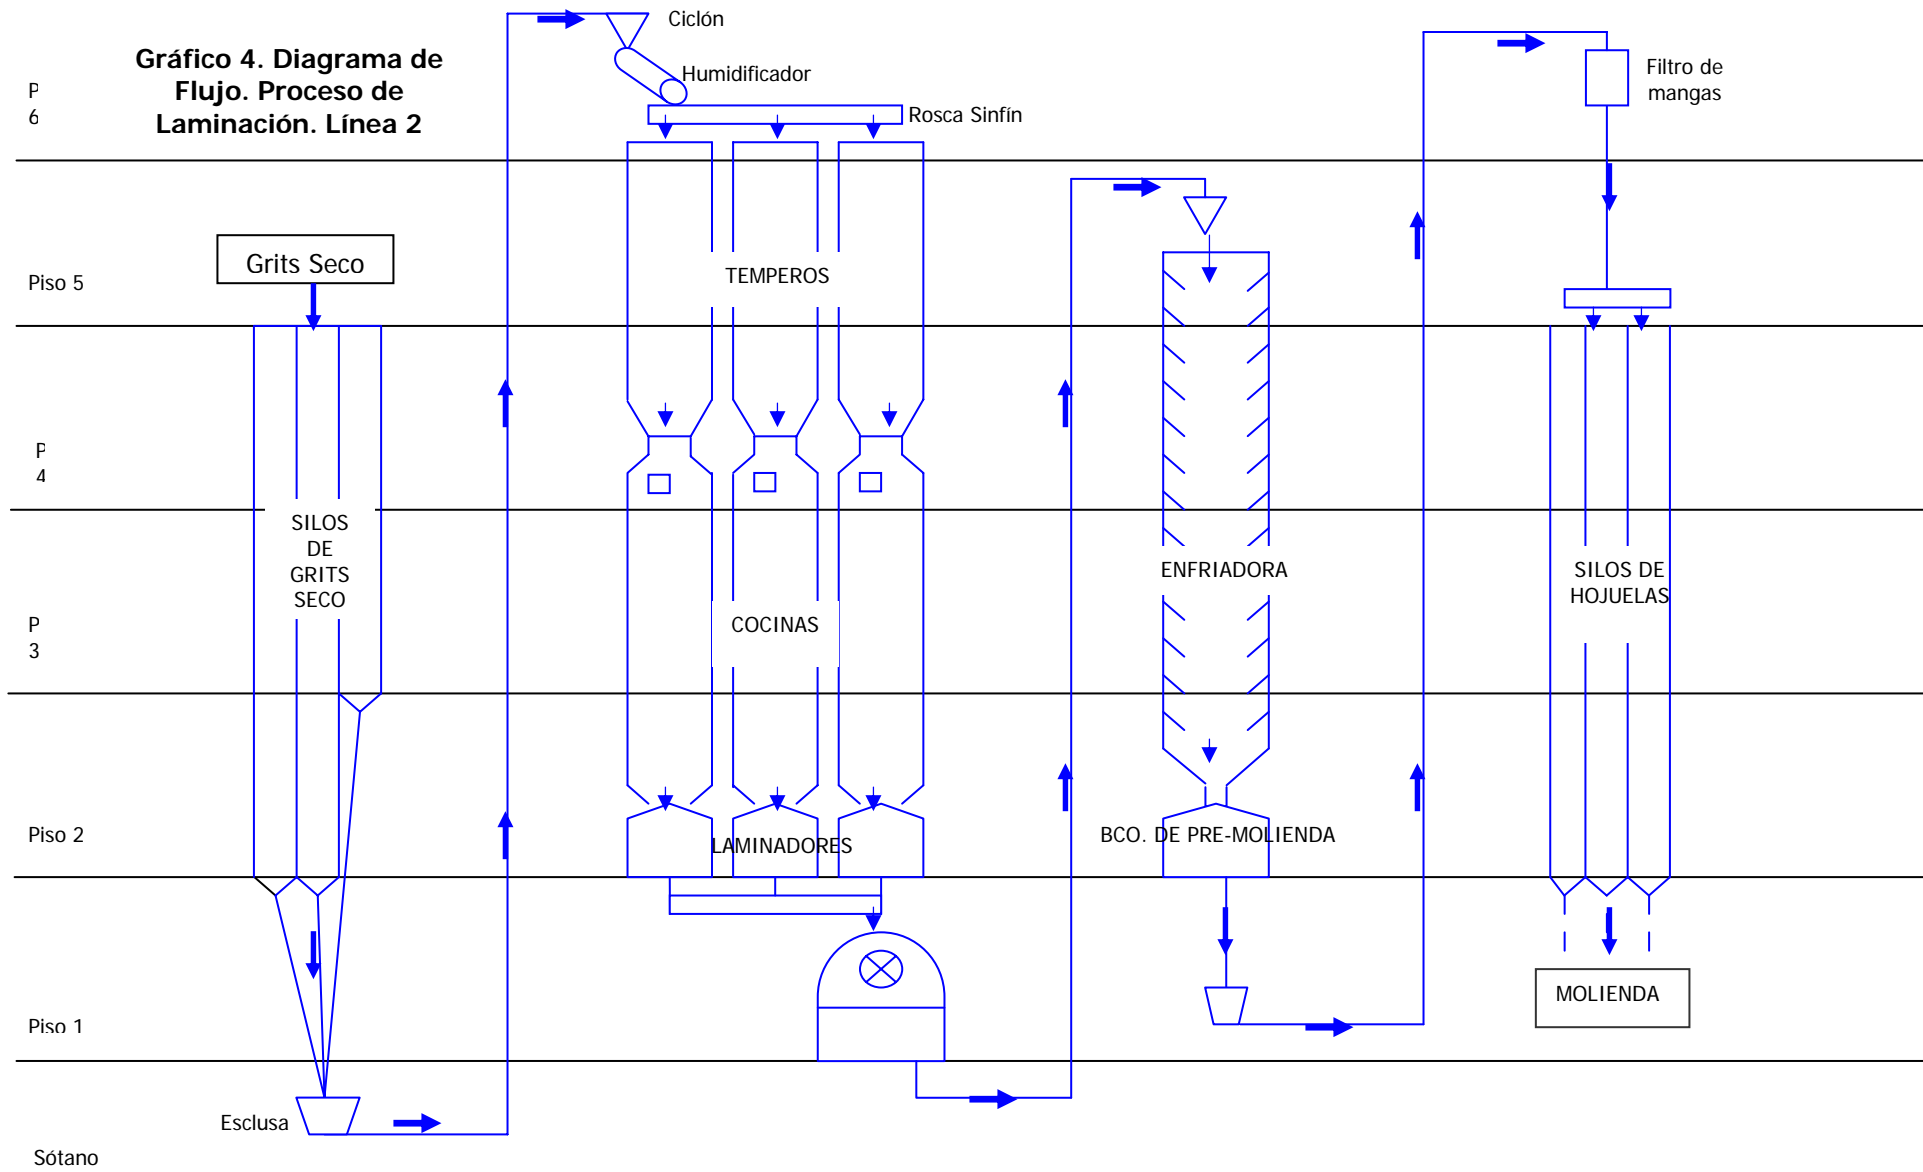 Gráfico 4. Diagrama de
Flujo. Proceso de
Laminación. Línea 2
Ciclón
Humidificador
Rosca Sinfín
Filtro de
mangas
P
6
Grits Seco
TEMPEROS
Piso 5
P
4
SILOS
DE
GRITS
SECO
ENFRIADORA
SILOS DE
HOJUELAS
COCINAS
P
3
Piso 2
LAMINADORES
BCO. DE PRE-MOLIENDA
MOLIENDA
Piso 1
Esclusa
Sótano